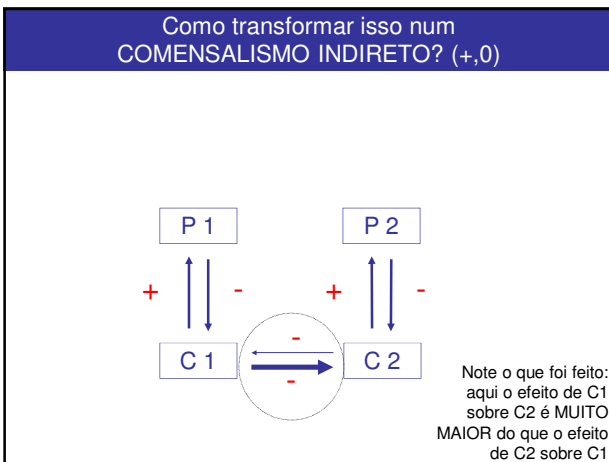 Como transformar isso num
COMENSALISMO INDIRETO? (+,0)
P 1
P 2
+
-
+
-
-
C 1
C 2
-
Note o que foi feito:
aqui o efeito de C1
sobre C2 é MUITO
MAIOR do que o efeito
de C2 sobre C1